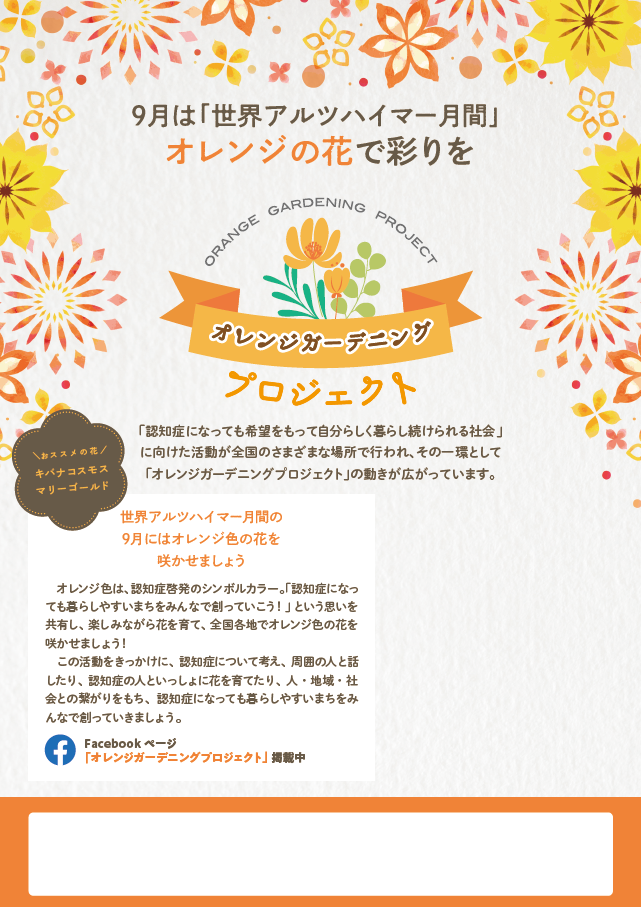 9月は「世界アルツハイマー月間」
オレンジの花で彩りを
ORANGE GARDENING PROJECT
オレンジガーデニング
プロジェクト
「認知症になっても希望をもって自分らしく暮らし続けられる社会」
に向けた活動が全国のさまざまな場所で行われ、その一環として
「オレンジガーデニングプロジェクト」の動きが広がっています。
＼おススメの花／
キバナコスモス
マリーゴールド
世界アルツハイマー月間の
9月にはオレンジ色の花を
咲かせましょう
オレンジ色は、認知症啓発のシンボルカラー。「認知症になっ
ても暮らしやすいまちをみんなで創っていこう！」という思いを
共有し、楽しみながら花を育て、全国各地でオレンジ色の花を
咲かせましょう！
この活動をきっかけに、認知症について考え、周囲の人と話
したり、認知症の人といっしょに花を育てたり、人・地域・社
会との繋がりをもち、認知症になっても暮らしやすいまちをみ
んなで創っていきましょう。
Facebook ページ
「オレンジガーデニングプロジェクト」掲載中